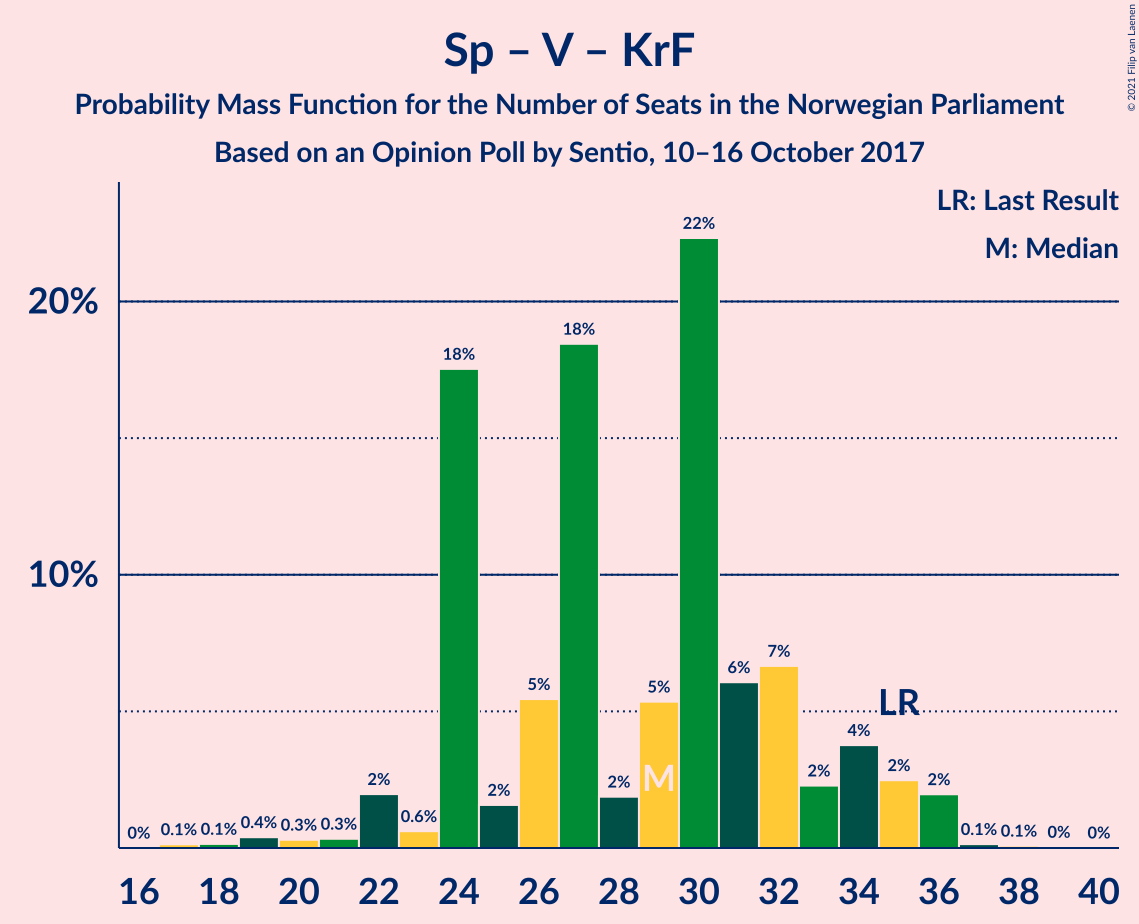 Sp – V – KrF
Probability Mass Function for the Number of Seats in the Norwegian Parliament
Based on an Opinion Poll by Sentio, 10–16 October 2017
© 2021 Filip van Laenen
LR: Last Result
M: Median
20%
10%
0% 0.1% 0.1% 0.4% 0.3% 0.3% 2% 0.6% 18% 2% 5% 18% 2% 5% 22% 6% 7% 2% 4% 2% 2% 0.1% 0.1% 0% 0%
M
LR
16 18 20 22 24 26 28 30 32 34 36 38 40